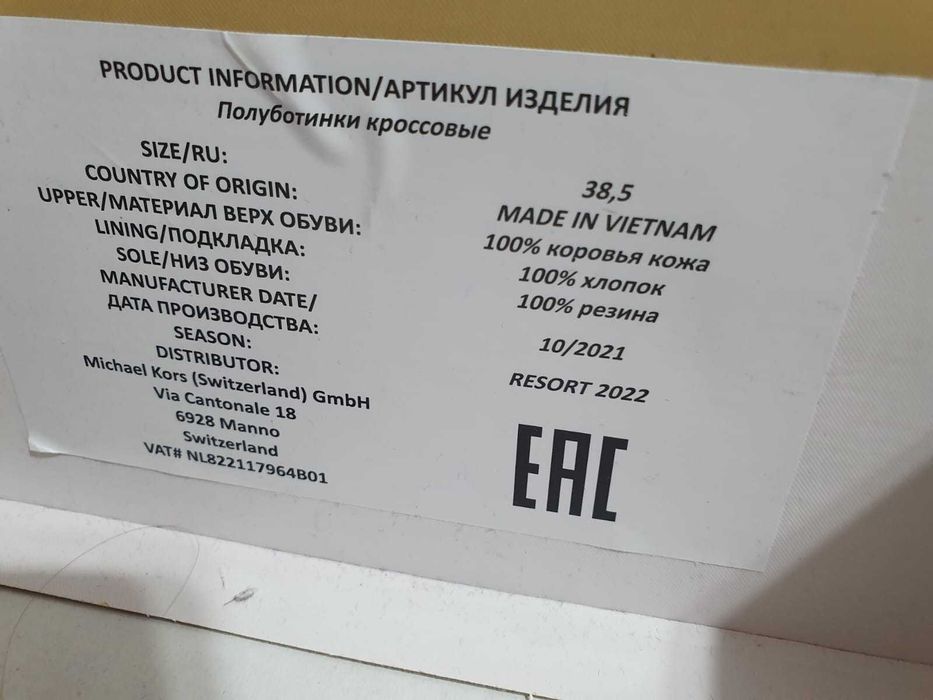 PRODUCT INFORMATION/АРТИКУЛ ИЗДЕЛИЯ
Полуботинки кроссовые
SIZE/RU: 38,5
COUNTRY OF ORIGIN: MADE IN VIETNAM
UPPER/МАТЕРИАЛ ВЕРХ ОБУВИ: 100% коровья кожа
LINING/ПОДКЛАДКА: 100% хлопок
SOLE/НИЗ ОБУВИ: 100% резина
MANUFACTURER DATE/
ДАТА ПРОИЗВОДСТВА: 10/2021
SEASON: RESORT 2022
DISTRIBUTOR:
Michael Kors (Switzerland) GmbH
Via Cantonale 18
6928 Manno
Switzerland
VAT# NL822117964B01
EAC